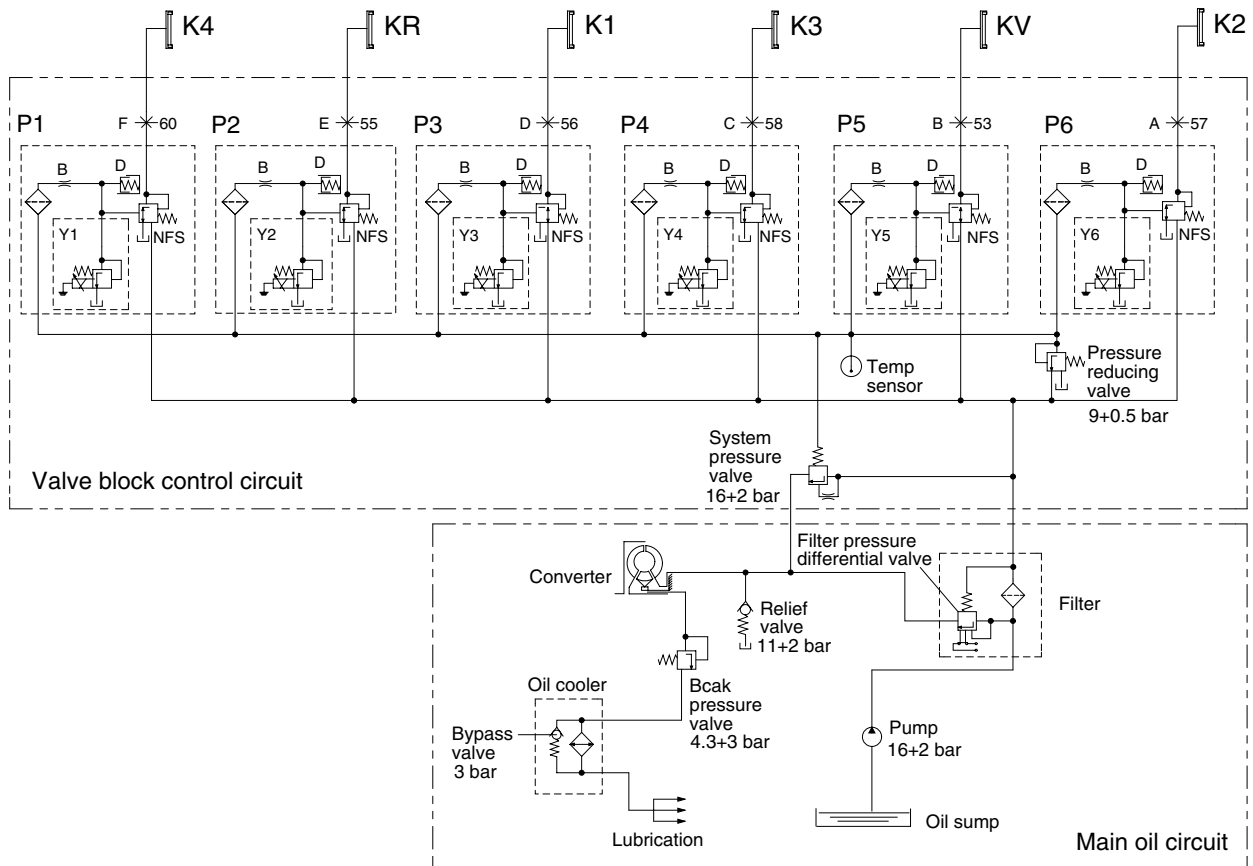 K4
KR
K1
K3
KV
K2
P1
F
60
P2
E
55
P3
D
56
P4
C
58
P5
B
53
P6
A
57
B
D
B
D
B
D
B
D
B
D
B
D
Y1
NFS
Y2
NFS
Y3
NFS
Y4
NFS
Y5
NFS
Y6
NFS
Temp
sensor
Pressure
reducing
valve
9+0.5 bar
System
pressure
valve
16+2 bar
Valve block control circuit
Filter pressure
differential valve
Converter
Relief
valve
11+2 bar
Filter
Oil cooler
Bcak
pressure
valve
4.3+3 bar
Bypass
valve
3 bar
Pump
16+2 bar
Lubrication
Oil sump
Main oil circuit